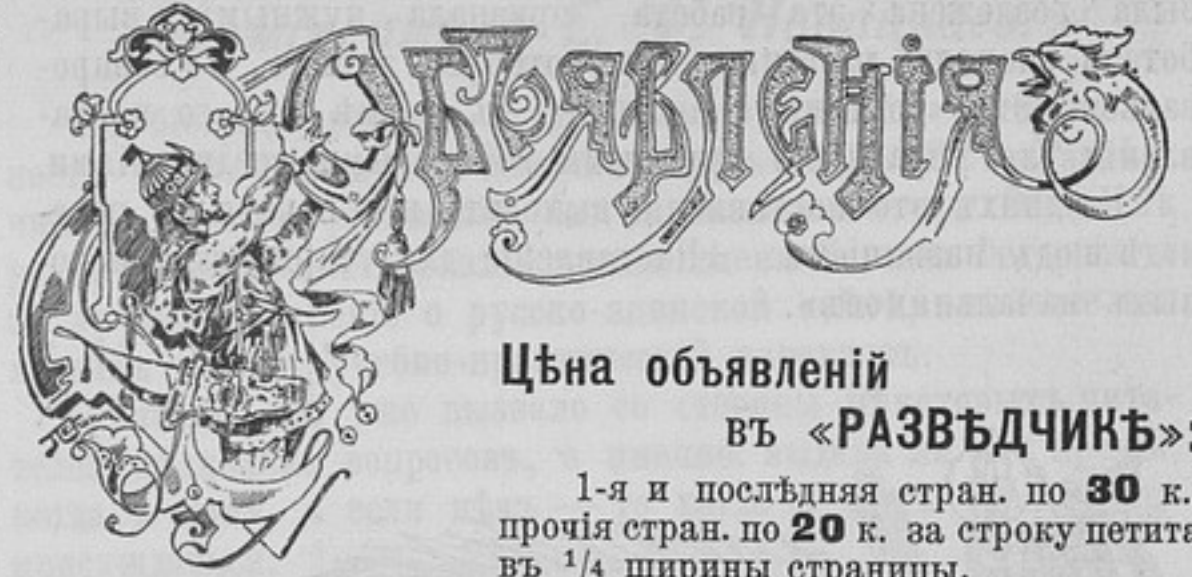 Объявленія
Цѣна объявленій
въ «РАЗВѢДЧИКѢ»:
1-я и послѣдняя стран. по 30 к.
прочія стран. по 20 к. за строку петита
въ 1/4 ширины страницы.